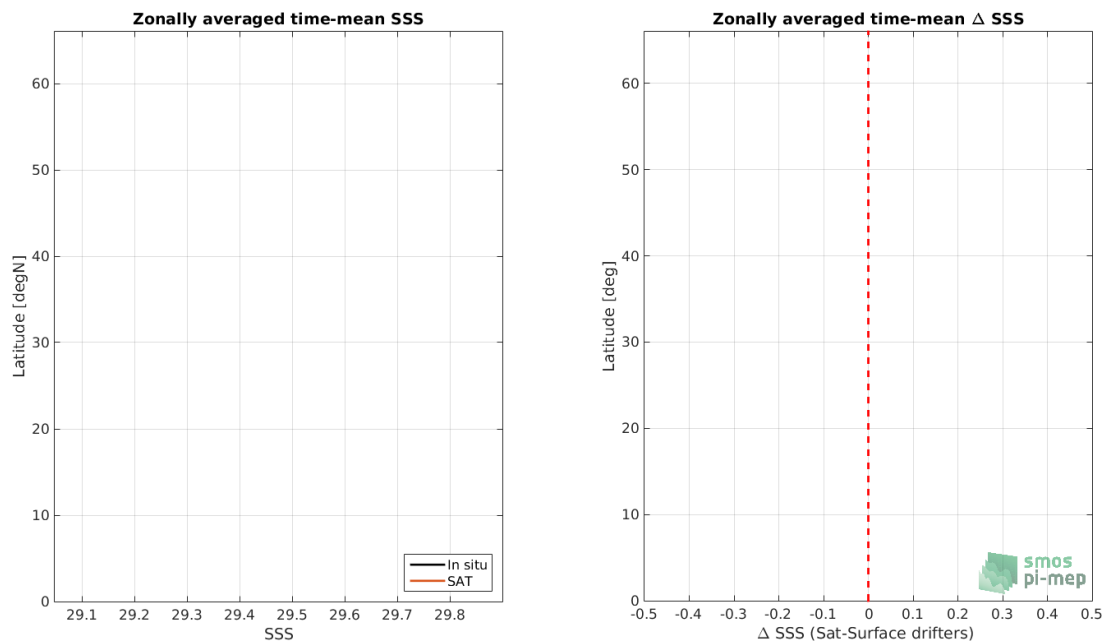 Zonally averaged time-mean SSS
60
50
40
30
20
10
0
Latitude [degN]
29.1 29.2 29.3 29.4 29.5 29.6 29.7 29.8
SSS
In situ
SAT
Zonally averaged time-mean Δ SSS
60
50
40
30
20
10
0
Latitude [deg]
-0.5 -0.4 -0.3 -0.2 -0.1 0 0.1 0.2 0.3 0.4 0.5
Δ SSS (Sat-Surface drifters)
smos
pi-mep